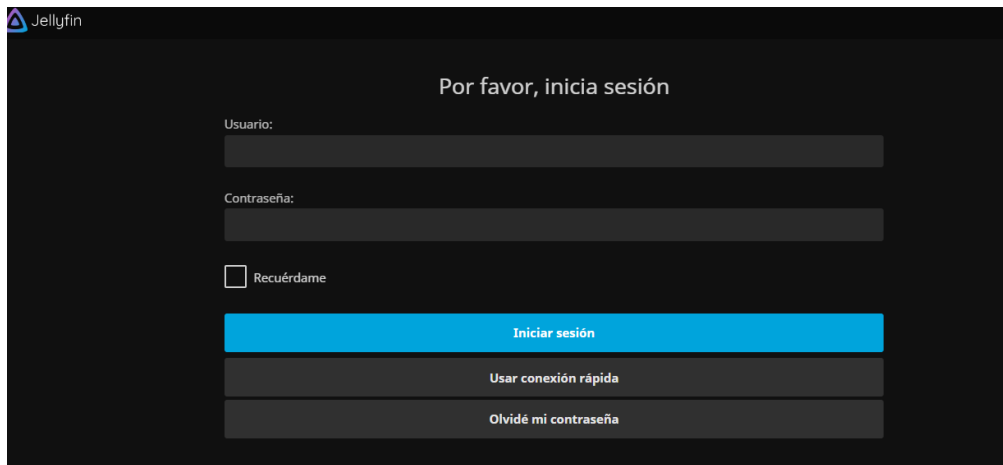 Jellyfin
Por favor, inicia sesión
Usuario:
Contraseña:
Recuérdame
Iniciar sesión
Usar conexión rápida
Olvidé mi contraseña